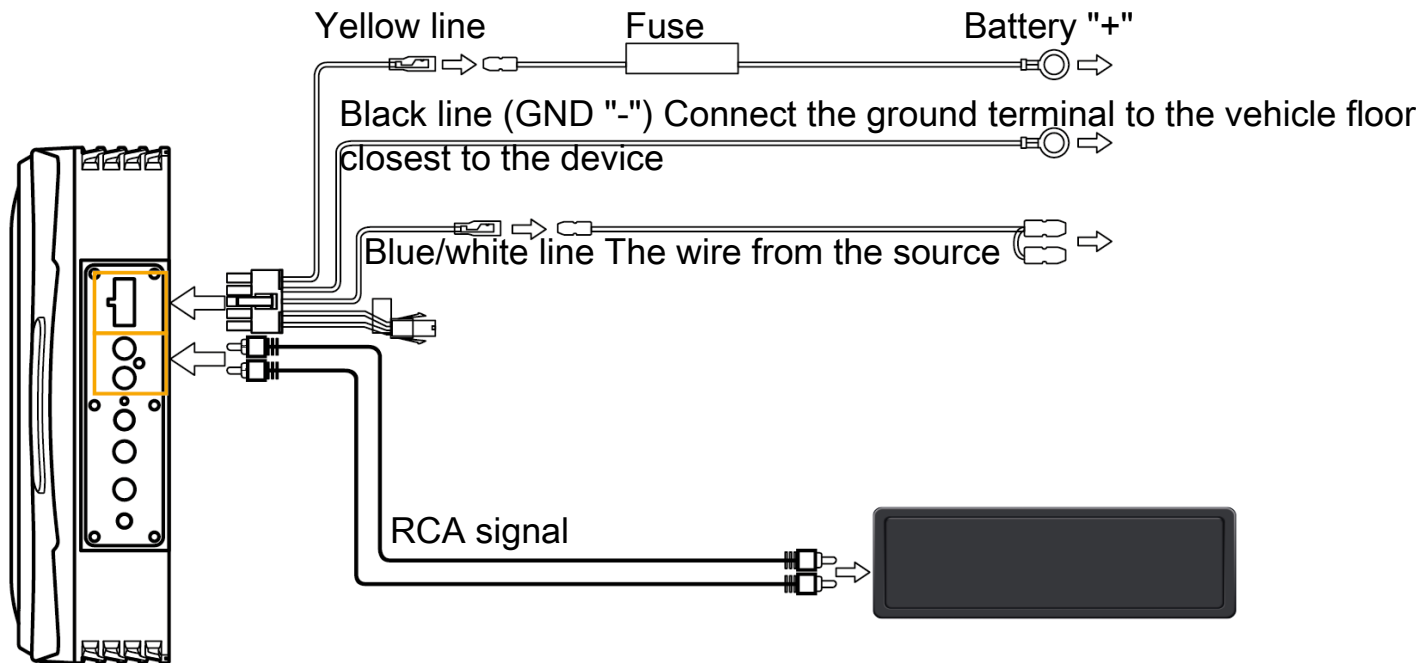 Yellow line
Fuse
Battery "+"
Black line (GND "-") Connect the ground terminal to the vehicle floor
closest to the device
Blue/white line The wire from the source
RCA signal